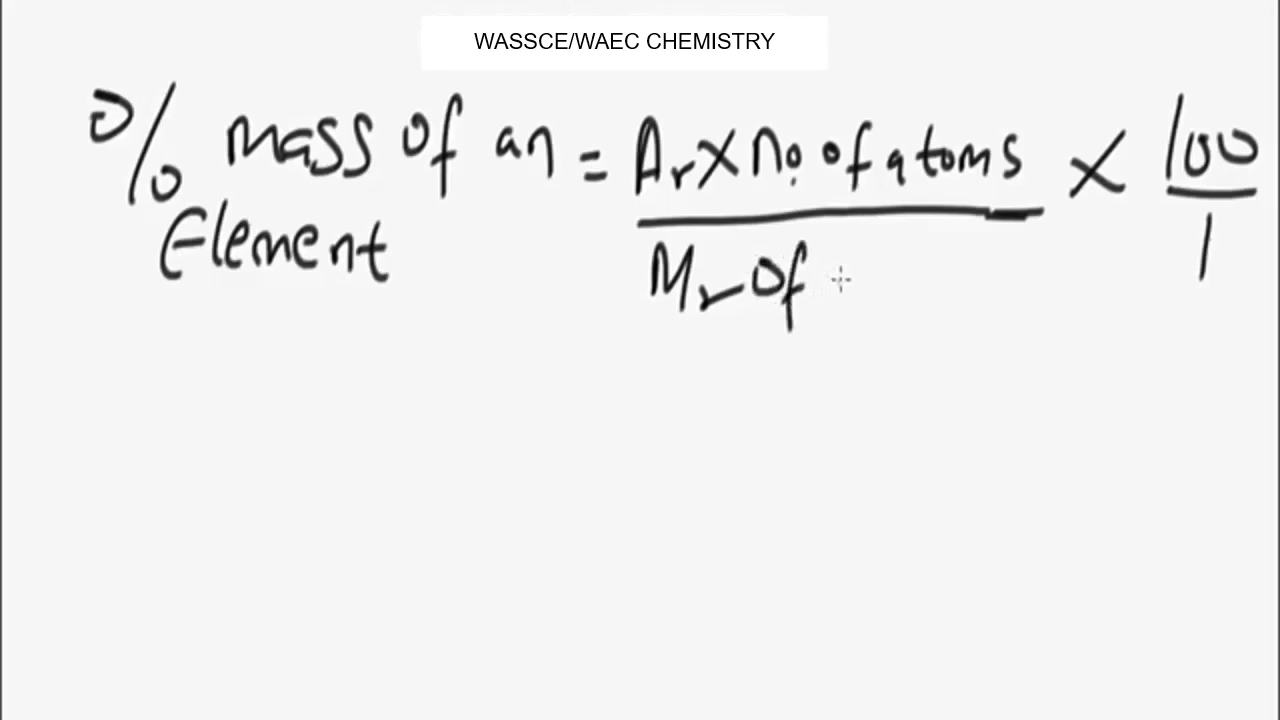 WASSCE/WAEC CHEMISTRY
% mass of an = Ar x no. of atoms x 100
Element Mr of 1